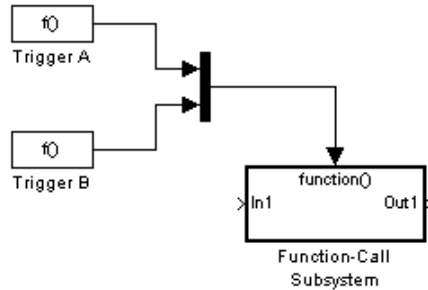 f()
Trigger A
f()
Trigger B
function()
In1
Out1
Function-Call
Subsystem